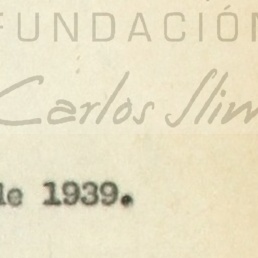 FUNDACIÓN
Carlos Slim
de 1939.